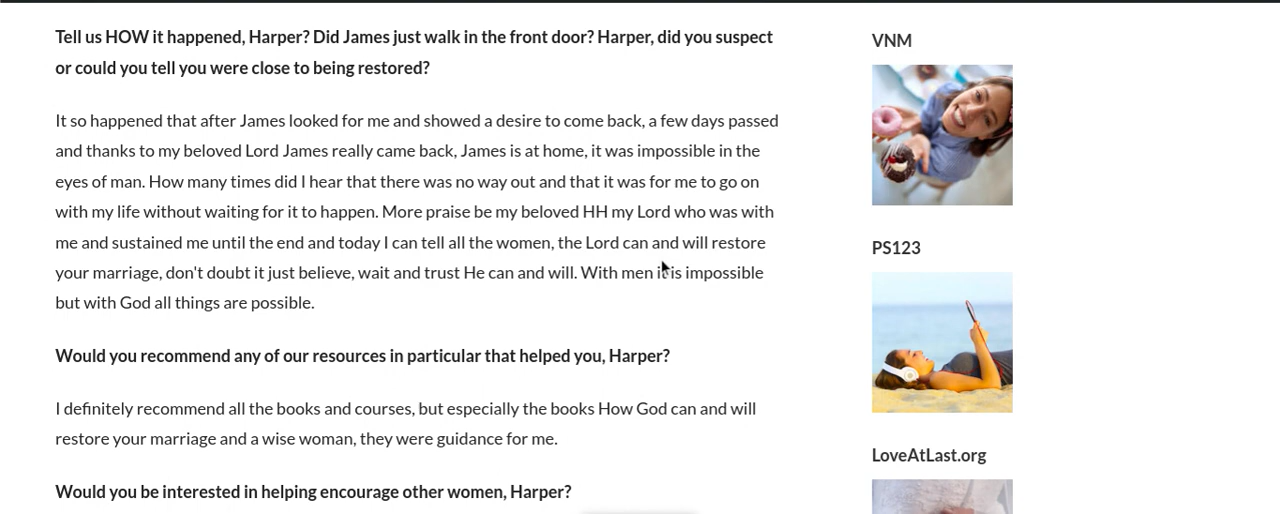 Tell us HOW it happened, Harper? Did James just walk in the front door? Harper, did you suspect
or could you tell you were close to being restored?
It so happened that after James looked for me and showed a desire to come back, a few days passed
and thanks to my beloved Lord James really came back, James is at home, it was impossible in the
eyes of man. How many times did I hear that there was no way out and that it was for me to go on
with my life without waiting for it to happen. More praise be my beloved HH my Lord who was with
me and sustained me until the end and today I can tell all the women, the Lord can and will restore
your marriage, don't doubt it just believe, wait and trust He can and will. With men it is impossible
but with God all things are possible.
Would you recommend any of our resources in particular that helped you, Harper?
I definitely recommend all the books and courses, but especially the books How God can and will
restore your marriage and a wise woman, they were guidance for me.
Would you be interested in helping encourage other women, Harper?
VNM
PS123
LoveAtLast.org